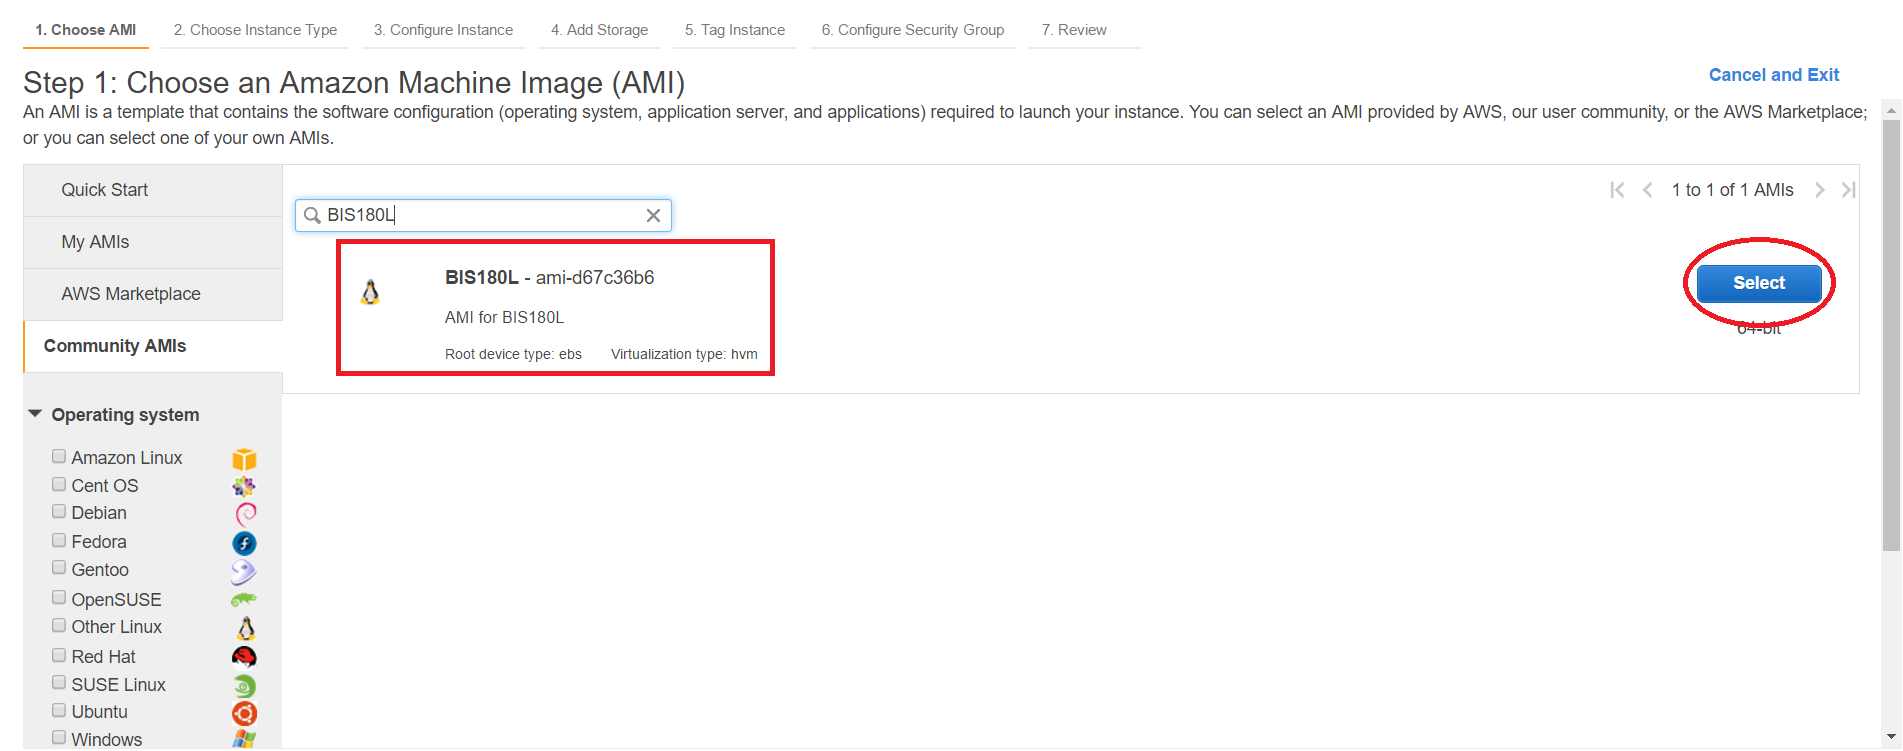 1. Choose AMI 2. Choose Instance Type 3. Configure Instance 4. Add Storage 5. Tag Instance 6. Configure Security Group 7. Review
Step 1: Choose an Amazon Machine Image (AMI)
Cancel and Exit
An AMI is a template that contains the software configuration (operating system, application server, and applications) required to launch your instance. You can select an AMI provided by AWS, our user community, or the AWS Marketplace;
or you can select one of your own AMIs.
Quick Start
My AMIs
AWS Marketplace
Community AMIs
Operating system
Amazon Linux
Cent OS
Debian
Fedora
Gentoo
OpenSUSE
Other Linux
Red Hat
SUSE Linux
Ubuntu
Windows
1 to 1 of 1 AMIs
BIS180L
BIS180L - ami-d67c36b6
AMI for BIS180L
Root device type: ebs Virtualization type: hvm
Select
64-bit